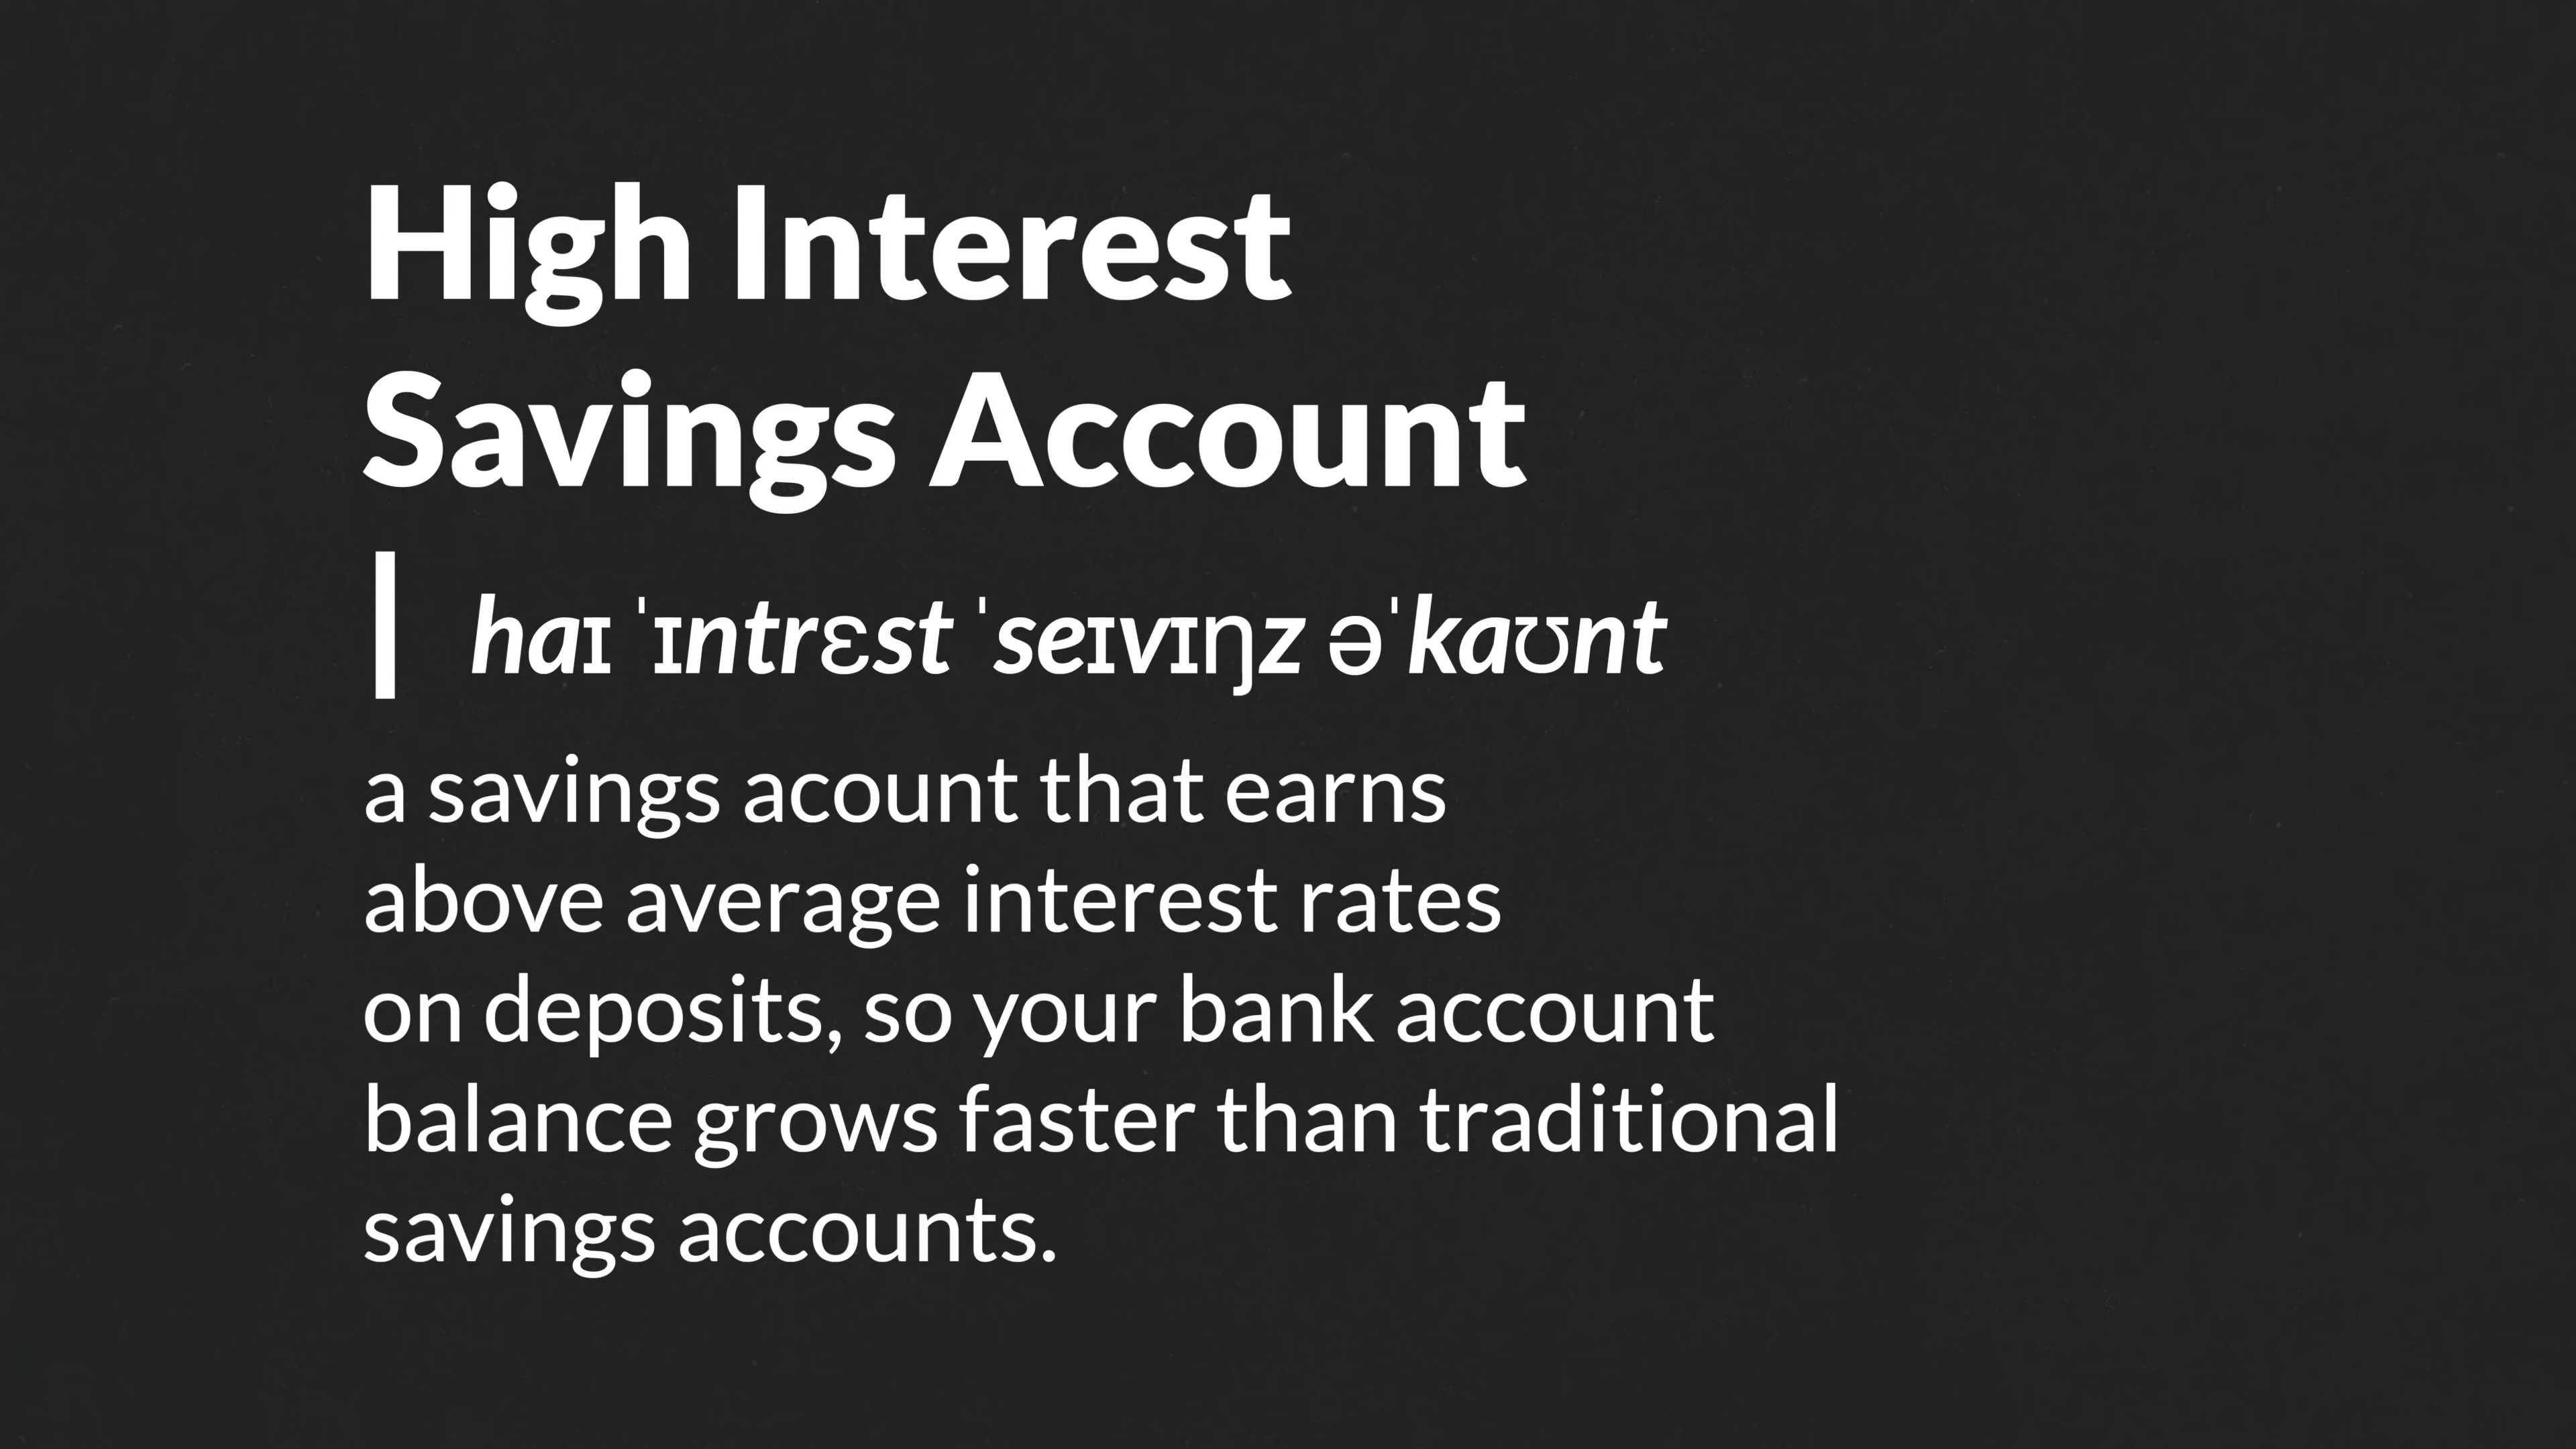 High Interest
Savings Account
haɪ ˈɪntrɛst ˈseɪvɪŋz əˈkaʊnt
a savings acount that earns
above average interest rates
on deposits, so your bank account
balance grows faster than traditional
savings accounts.